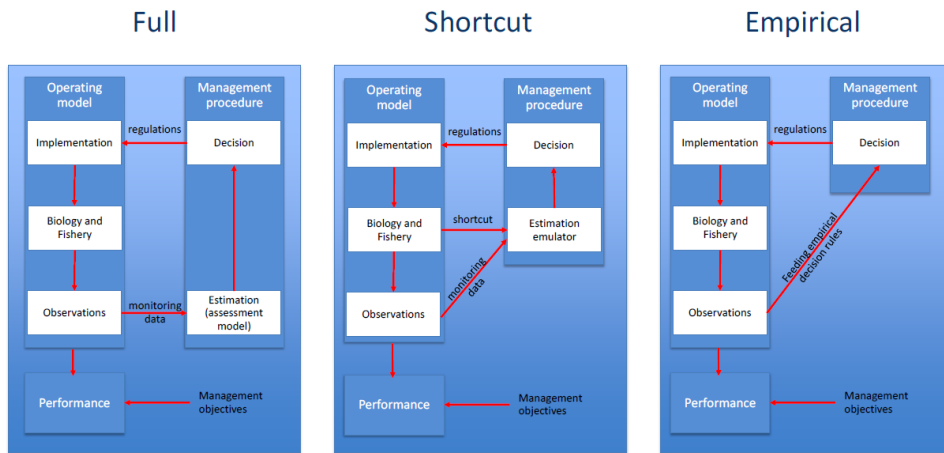 Full
Operating
model
Management
procedure
regulations
Implementation
Decision
Biology and
Fishery
Observations
monitoring
data
Estimation
(assessment
model)
Performance
Management
objectives
Shortcut
Operating
model
Management
procedure
regulations
Implementation
Decision
Biology and
Fishery
shortcut
Estimation
emulator
monitoring
data
Observations
Performance
Management
objectives
Empirical
Operating
model
Management
procedure
regulations
Implementation
Decision
Biology and
Fishery
Feeding empirical
decision rules
Observations
Performance
Management
objectives